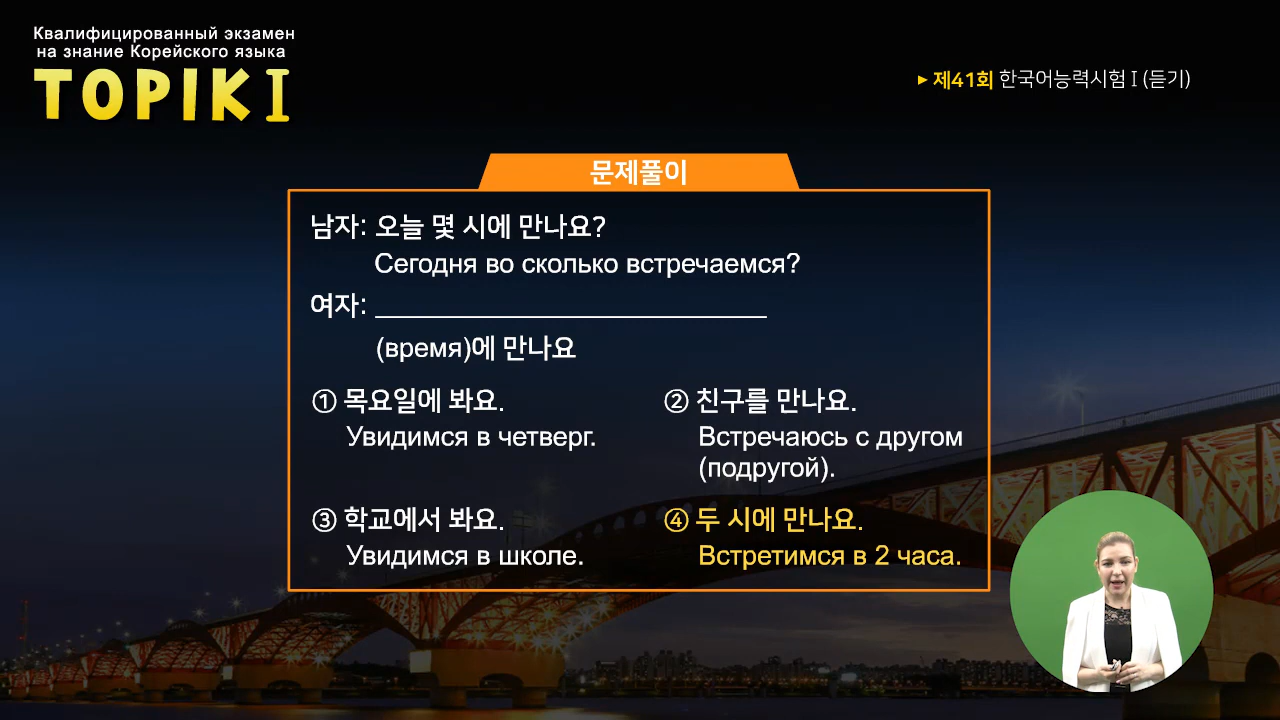 Квалифицированный экзамен
на знание Корейского языка
TOPIK I
▸ 제41회 한국어능력시험 I (듣기)
문제풀이
남자: 오늘 몇 시에 만나요?
Сегодня во сколько встречаемся?
여자: ____________________________
(время)에 만나요
① 목요일에 봐요.
Увидимся в четверг.
② 친구를 만나요.
Встречаюсь с другом
(подругой).
③ 학교에서 봐요.
Увидимся в школе.
④ 두 시에 만나요.
Встретимся в 2 часа.